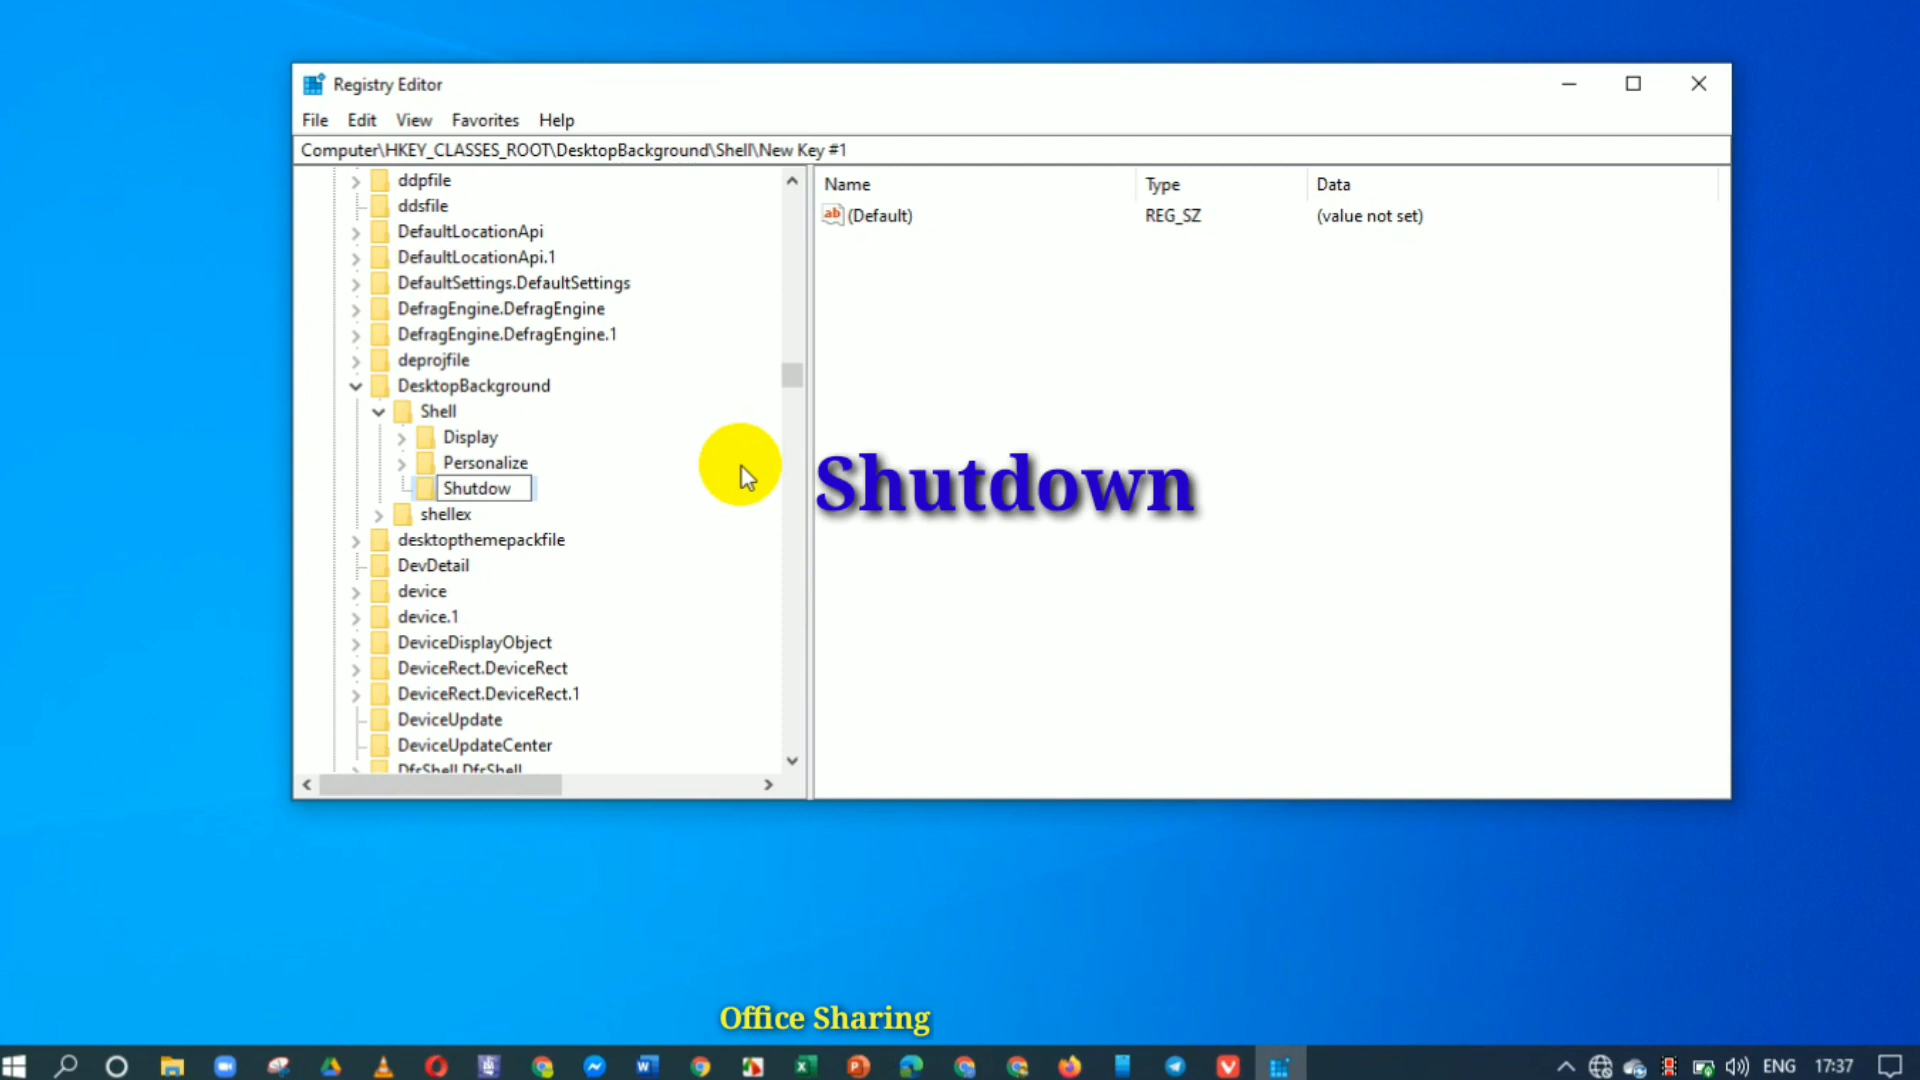 Registry Editor
File Edit View Favorites Help
Computer\HKEY_CLASSES_ROOT\DesktopBackground\Shell\New Key #1
Name Type Data
ab (Default) REG_SZ (value not set)
ddpfile
ddsfile
DefaultLocationApi
DefaultLocationApi.1
DefaultSettings.DefaultSettings
DefragEngine.DefragEngine
DefragEngine.DefragEngine.1
deprojfile
DesktopBackground
Shell
Display
Personalize
Shutdow
shellex
desktopthemepackfile
DevDetail
device
device.1
DeviceDisplayObject
DeviceRect.DeviceRect
DeviceRect.DeviceRect.1
DeviceUpdate
DeviceUpdateCenter
DfsShell.DfsShell
Shutdown
Office Sharing
ENG 17:37